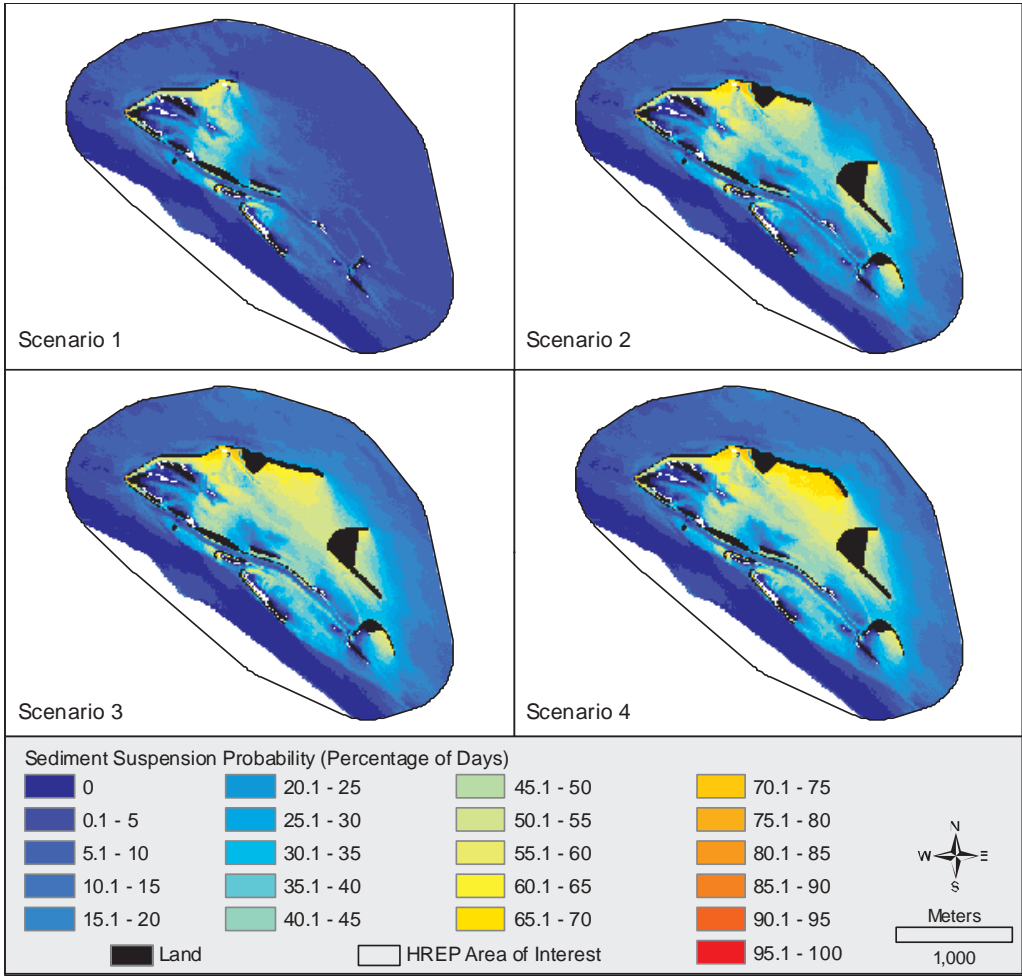 Scenario 1
Scenario 2
Scenario 3
Scenario 4
Sediment Suspension Probability (Percentage of Days)
0
0.1 - 5
5.1 - 10
10.1 - 15
15.1 - 20
20.1 - 25
25.1 - 30
30.1 - 35
35.1 - 40
40.1 - 45
45.1 - 50
50.1 - 55
55.1 - 60
60.1 - 65
65.1 - 70
70.1 - 75
75.1 - 80
80.1 - 85
85.1 - 90
90.1 - 95
95.1 - 100
Land
HREP Area of Interest
N
W E
S
Meters
1,000